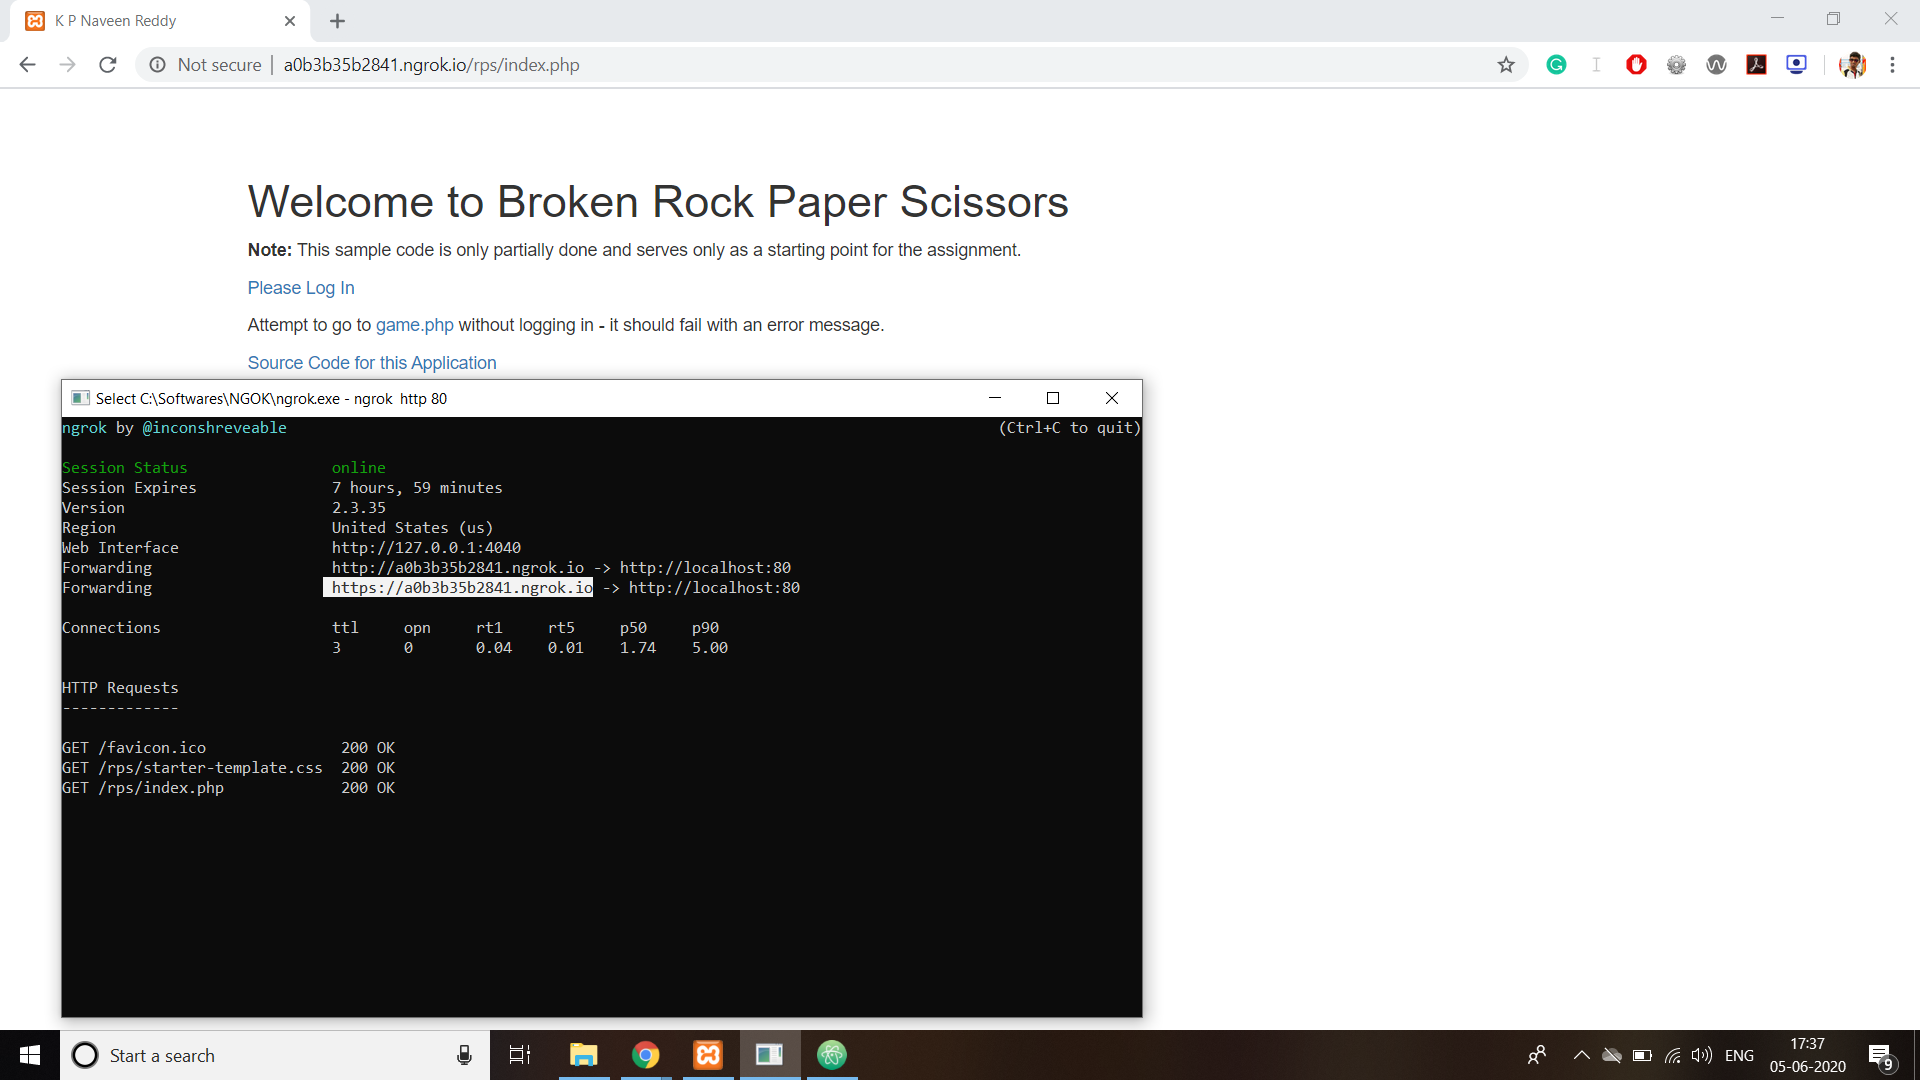 K P Naveen Reddy
Not secure | a0b3b35b2841.ngrok.io/rps/index.php
Welcome to Broken Rock Paper Scissors
Note: This sample code is only partially done and serves only as a starting point for the assignment.
Please Log In
Attempt to go to game.php without logging in - it should fail with an error message.
Source Code for this Application
Select C:\Softwares\NGOK\ngrok.exe - ngrok  http 80
ngrok by @inconshreveable (Ctrl+C to quit)
Session Status online
Session Expires 7 hours, 59 minutes
Version 2.3.35
Region United States (us)
Web Interface http://127.0.0.1:4040
Forwarding http://a0b3b35b2841.ngrok.io -> http://localhost:80
Forwarding https://a0b3b35b2841.ngrok.io -> http://localhost:80
Connections ttl opn rt1 rt5 p50 p90
3 0 0.04 0.01 1.74 5.00
HTTP Requests
-------------
GET /favicon.ico 200 OK
GET /rps/starter-template.css 200 OK
GET /rps/index.php 200 OK
Start a search
ENG
17:37
05-06-2020
9